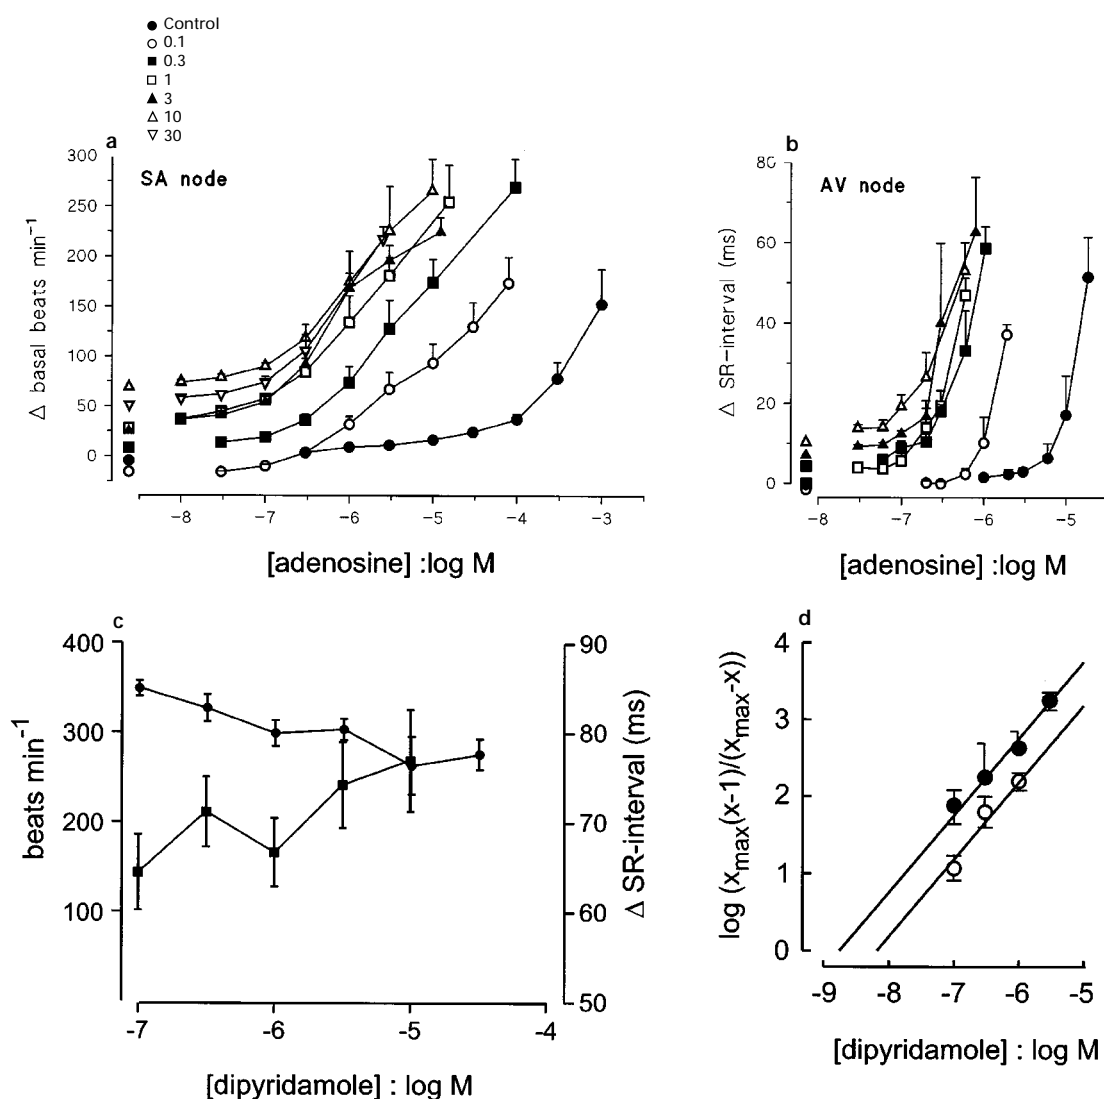 Control
0.1
0.3
1
3
10
30
a
SA node
300
250
200
150
100
50
0
Δ basal beats min⁻¹
-8 -7 -6 -5 -4 -3
[adenosine] :log M
b
AV node
80
60
40
20
0
Δ SR-interval (ms)
-8 -7 -6 -5
[adenosine] :log M
c
400
300
200
100
beats min⁻¹
90
80
70
60
50
Δ SR-interval (ms)
-7 -6 -5 -4
[dipyridamole] : log M
d
4
3
2
1
0
log (xmax(x-1)/(xmax-x))
-9 -8 -7 -6 -5
[dipyridamole] : log M